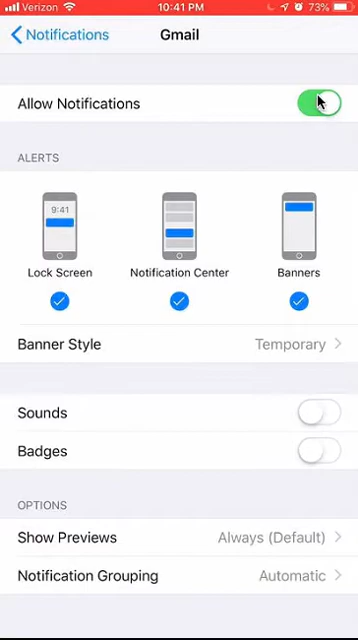 Verizon 10:41 PM 73%
Notifications Gmail
Allow Notifications
ALERTS
9:41
Lock Screen Notification Center Banners
Banner Style Temporary
Sounds
Badges
OPTIONS
Show Previews Always (Default)
Notification Grouping Automatic